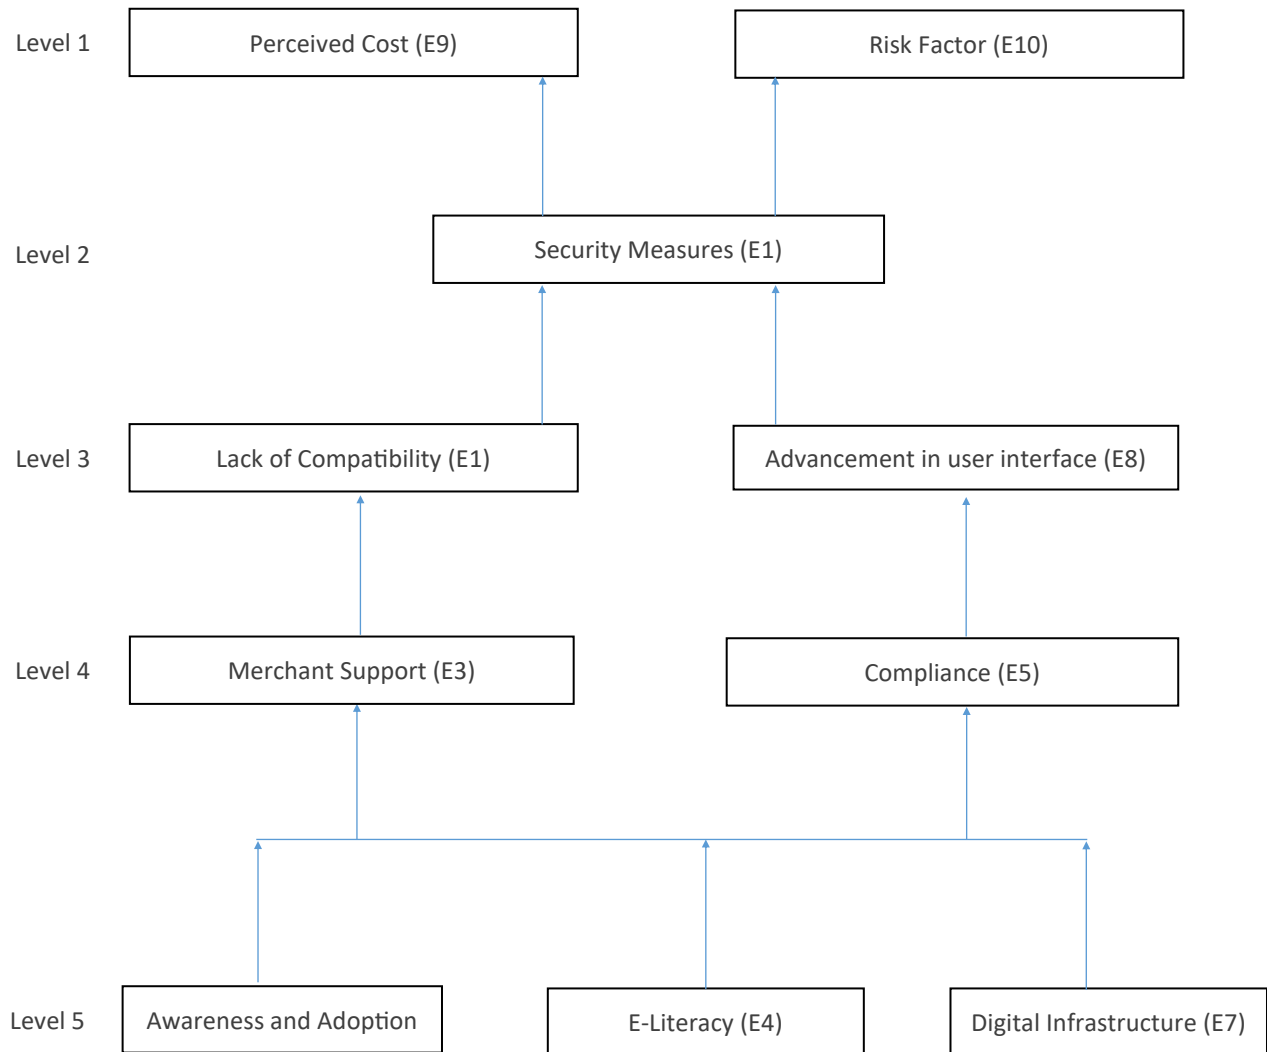 Level 1
Perceived Cost (E9)
Risk Factor (E10)
Level 2
Security Measures (E1)
Level 3
Lack of Compatibility (E1)
Advancement in user interface (E8)
Level 4
Merchant Support (E3)
Compliance (E5)
Level 5
Awareness and Adoption
E-Literacy (E4)
Digital Infrastructure (E7)